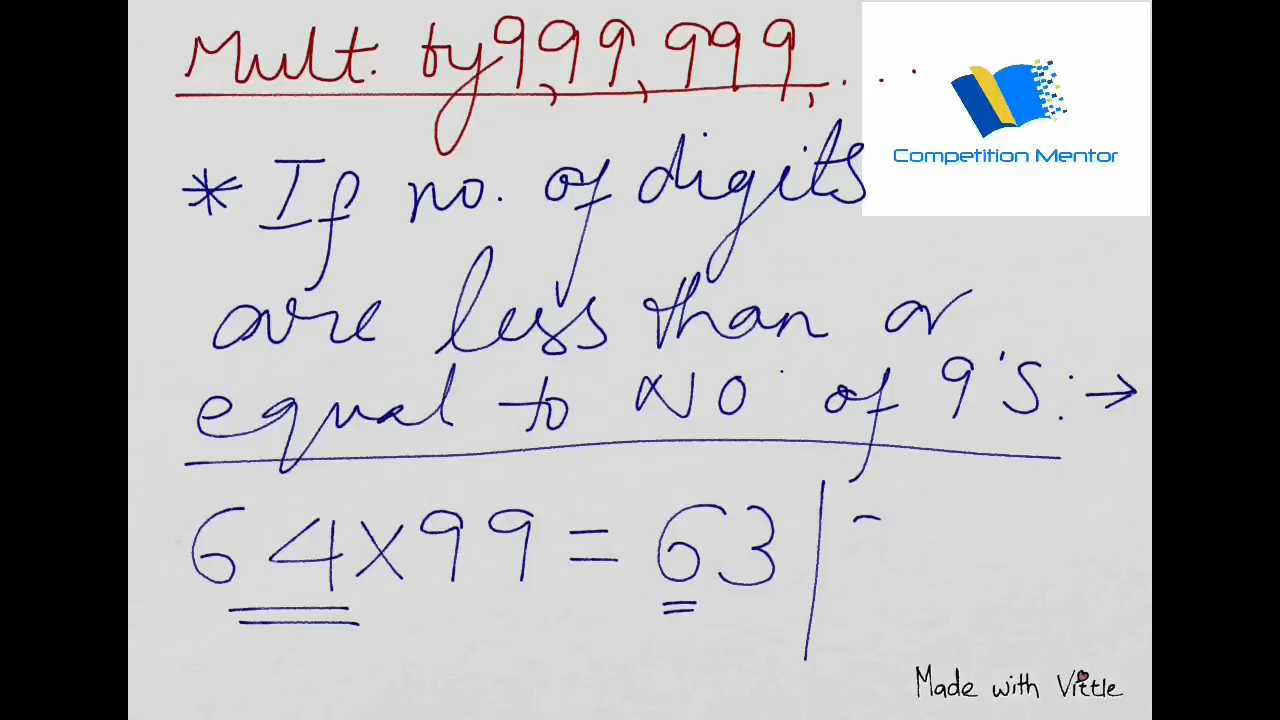 Mult. by 9, 99, 999, ...
Competition Mentor
* If no. of digits
are less than or
equal to NO. of 9's :→
64×99 = 63|
Made with Vittle